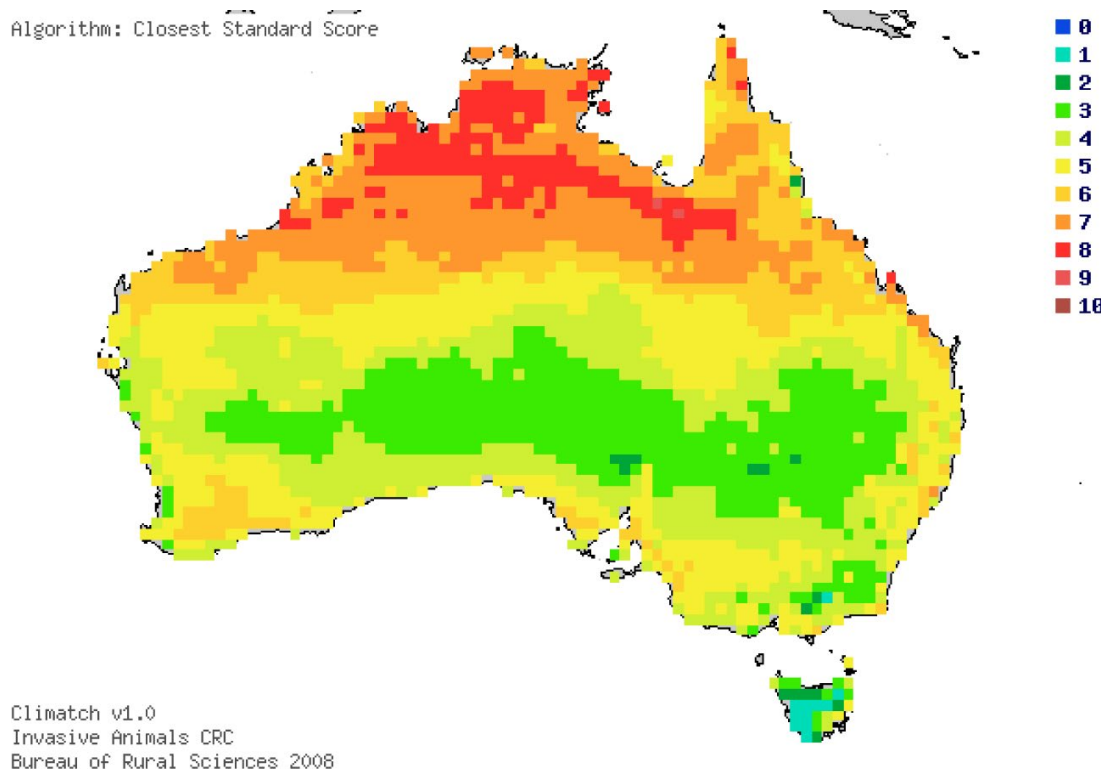 Algorithm: Closest Standard Score
0
1
2
3
4
5
6
7
8
9
10
Climatch v1.0
Invasive Animals CRC
Bureau of Rural Sciences 2008